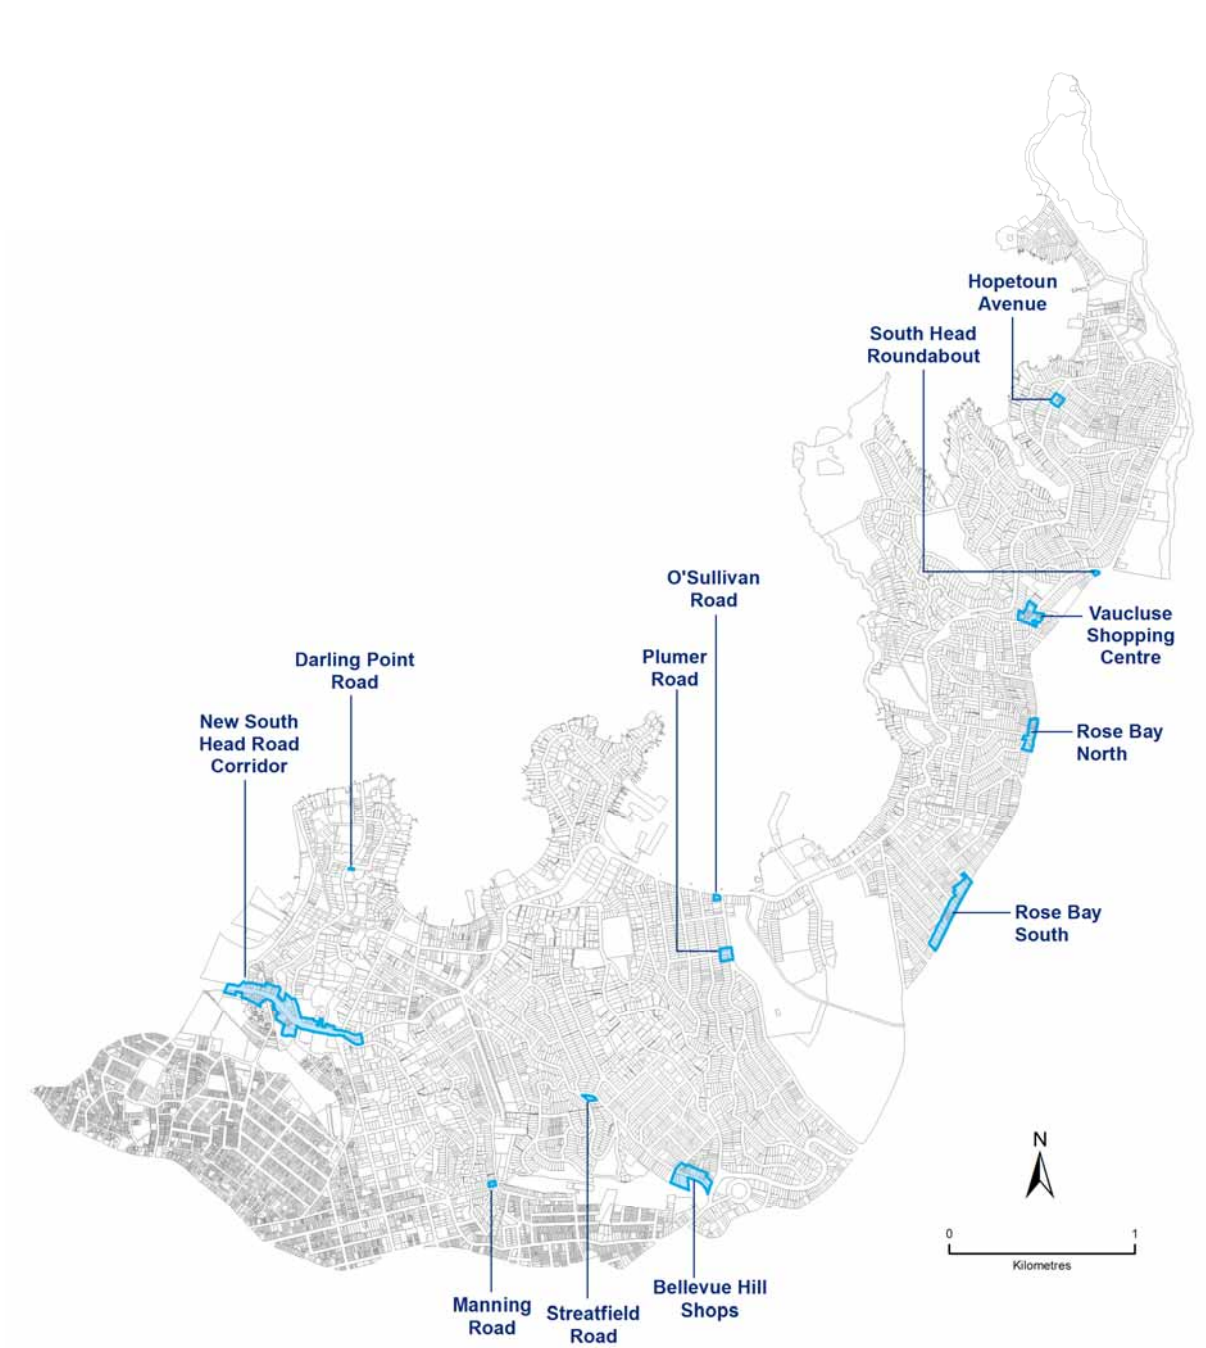 Hopetoun
Avenue
South Head
Roundabout
O'Sullivan
Road
Vaucluse
Shopping
Centre
Darling Point
Road
Plumer
Road
New South
Head Road
Corridor
Rose Bay
North
Rose Bay
South
N
0 1
Kilometres
Manning
Road
Streatfield
Road
Bellevue Hill
Shops